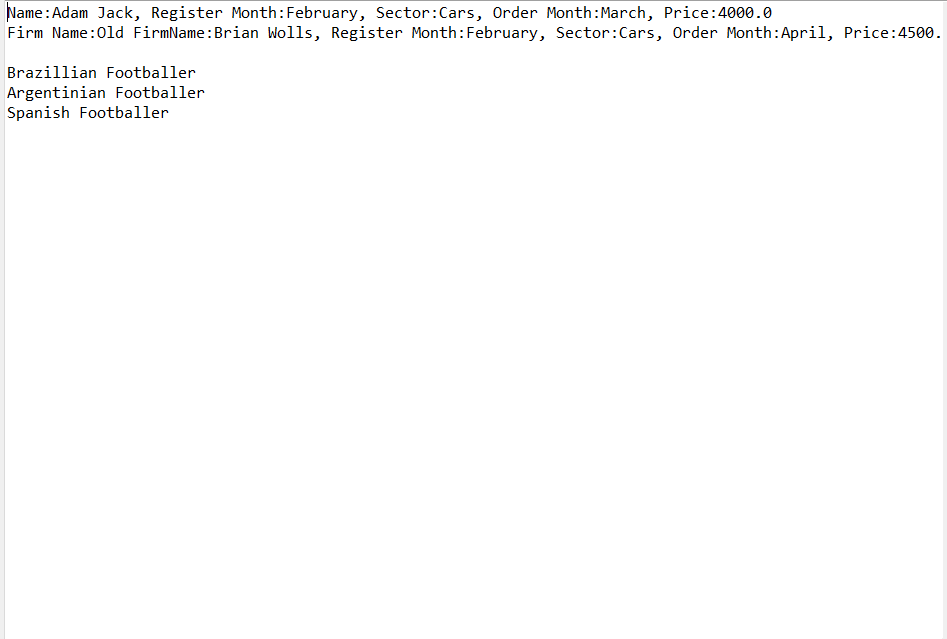 Name:Adam Jack, Register Month:February, Sector:Cars, Order Month:March, Price:4000.0
Firm Name:Old FirmName:Brian Wolls, Register Month:February, Sector:Cars, Order Month:April, Price:4500.
Brazillian Footballer
Argentinian Footballer
Spanish Footballer